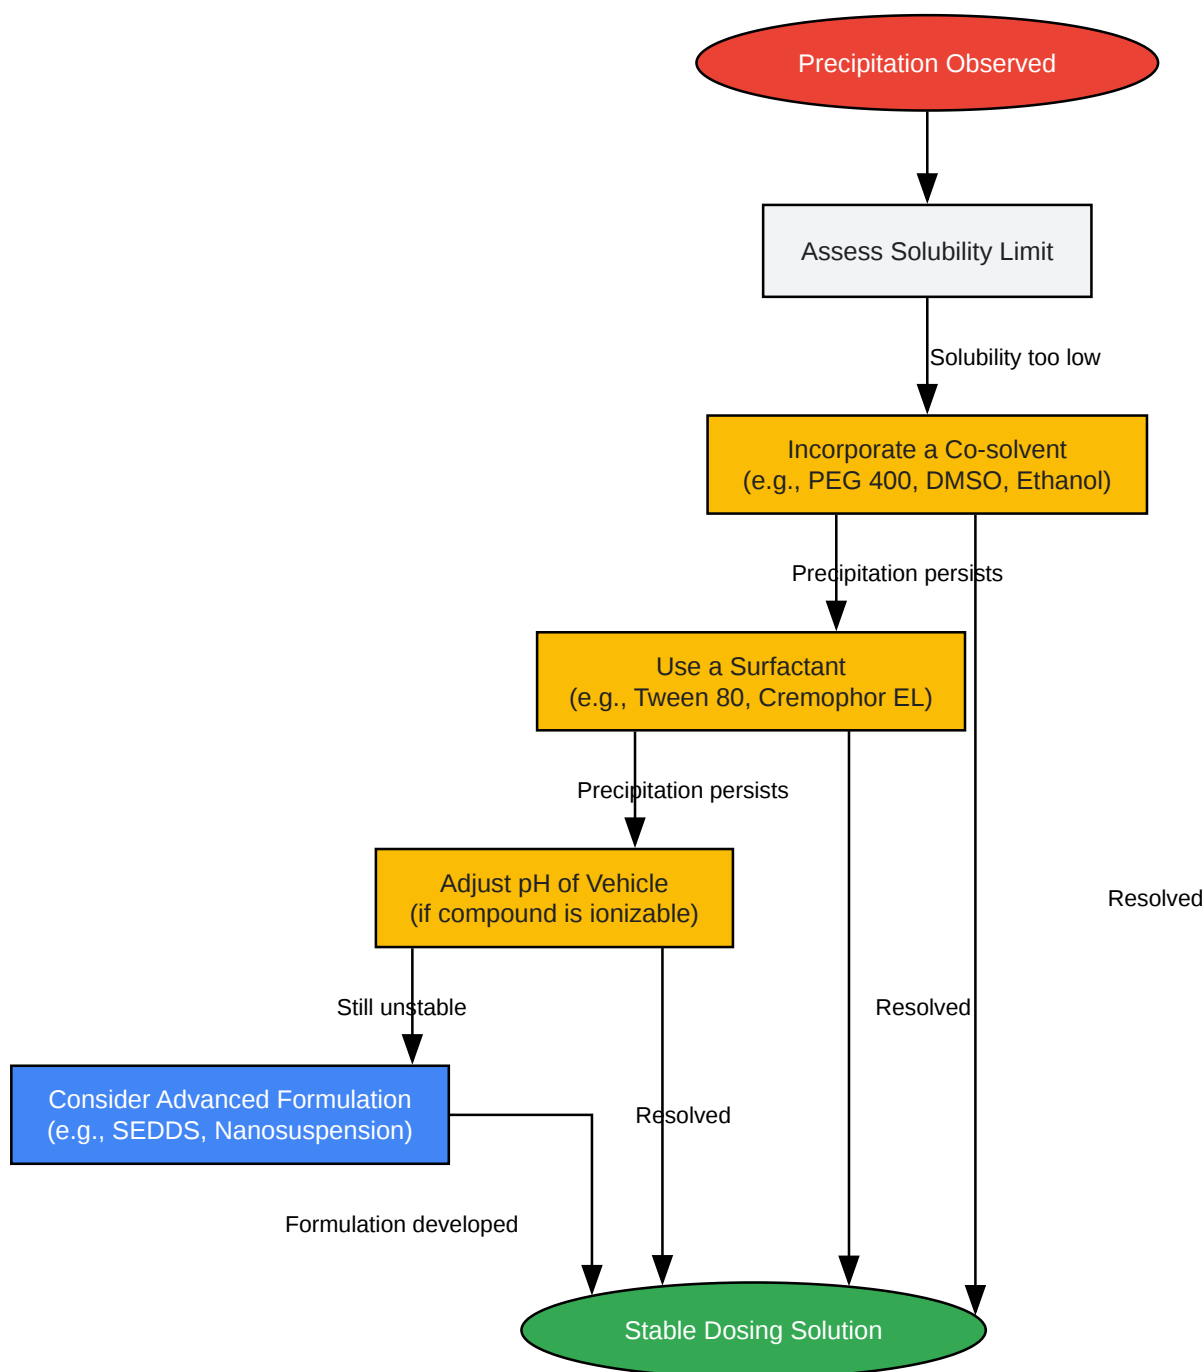 Precipitation Observed
Assess Solubility Limit
Solubility too low
Incorporate a Co-solvent
(e.g., PEG 400, DMSO, Ethanol)
Precipitation persists
Use a Surfactant
(e.g., Tween 80, Cremophor EL)
Precipitation persists
Adjust pH of Vehicle
(if compound is ionizable)
Resolved
Still unstable
Resolved
Consider Advanced Formulation
(e.g., SEDDS, Nanosuspension)
Resolved
Formulation developed
Stable Dosing Solution